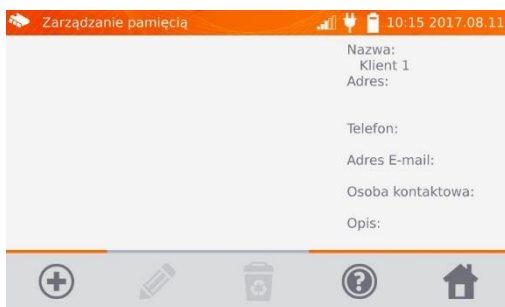 Zarządzanie pamięcią 10:15 2017.08.11
Nazwa:
Klient 1
Adres:
Telefon:
Adres E-mail:
Osoba kontaktowa:
Opis: